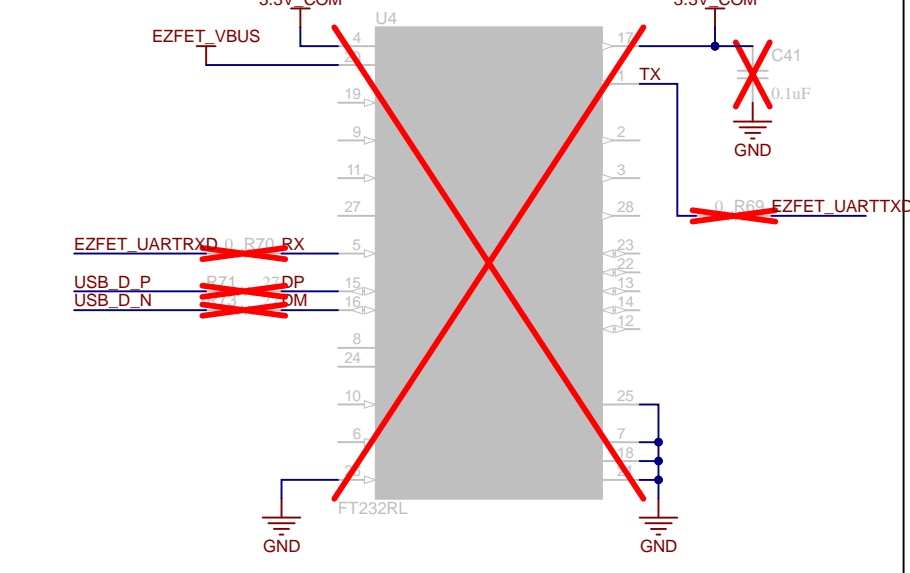 3.3V_COM
3.3V_COM
U4
EZFET_VBUS
4
17
C41
20
1
TX
19
0.1uF
9
2
GND
11
3
27
28
0
R69
EZFET_UARTTXD
EZFET_UARTRXD
0
R70
RX
5
23
22
USB_D_P
R71
27
DP
15
13
USB_D_N
DM
16
14
12
8
24
10
25
6
7
18
FT232RL
GND
GND